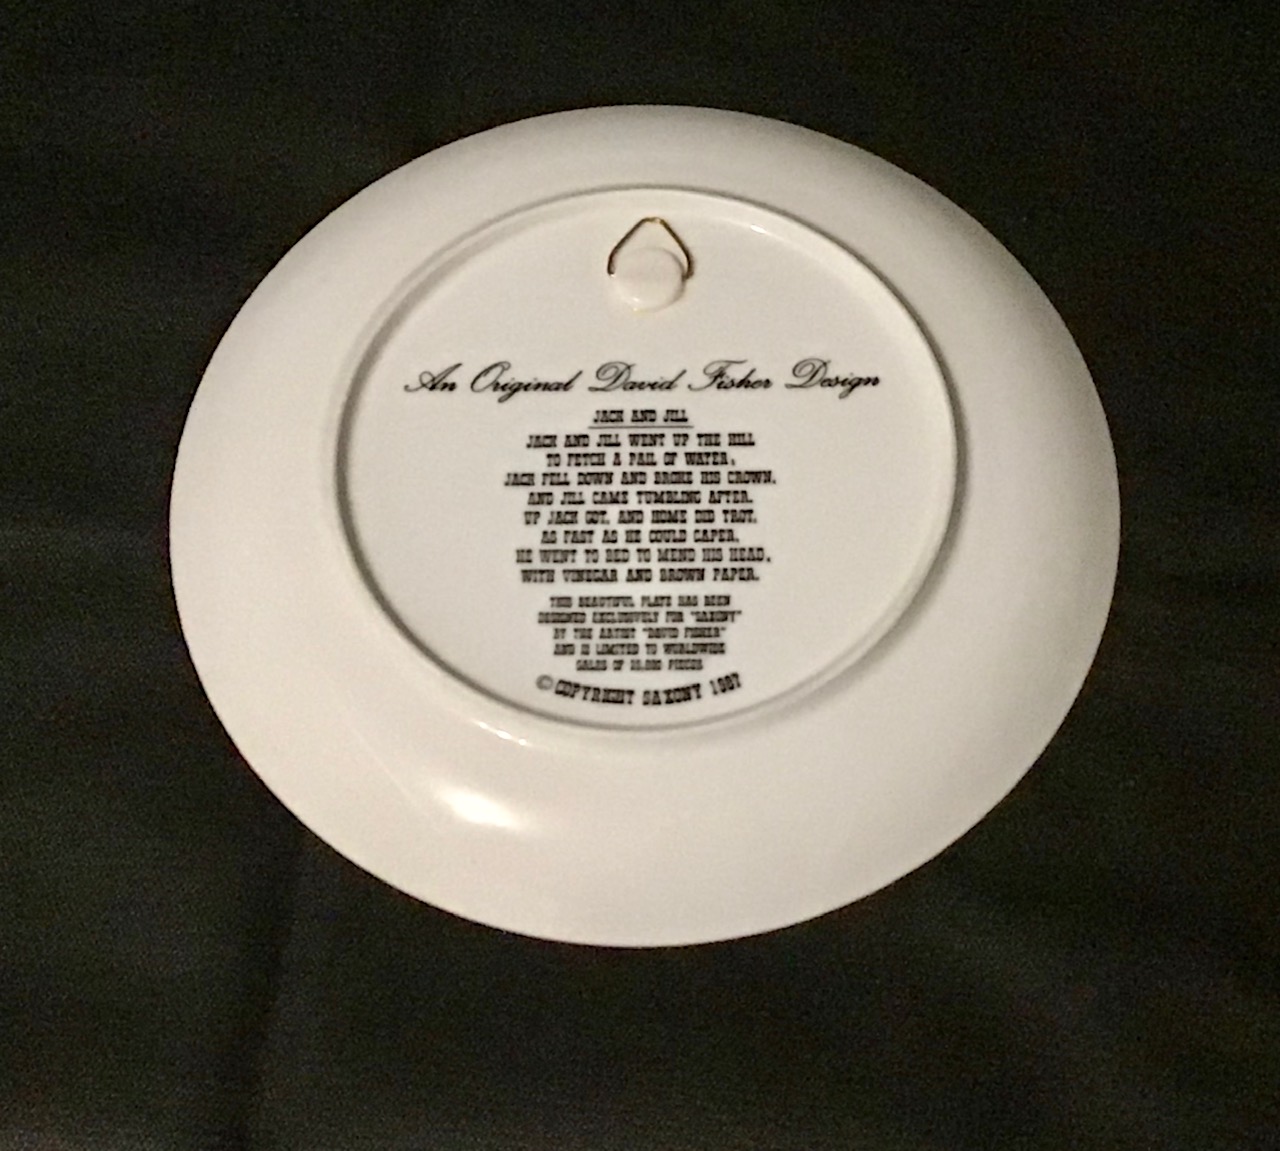 An Original David Fisher Design
JACK AND JILL
JACK AND JILL WENT UP THE HILL
TO FETCH A PAIL OF WATER,
JACK FELL DOWN AND BROKE HIS CROWN,
AND JILL CAME TUMBLING AFTER.
UP JACK GOT, AND HOME DID TROT,
AS FAST AS HE COULD CAPER,
HE WENT TO BED TO MEND HIS HEAD,
WITH VINEGAR AND BROWN PAPER.
THIS BEAUTIFUL PLATE HAS BEEN
DESIGNED EXCLUSIVELY FOR "SAXONY"
BY THE ARTIST "DAVID FISHER"
AND IS LIMITED TO WORLDWIDE
SALES OF PIECES
© COPYRIGHT SAXONY 1987